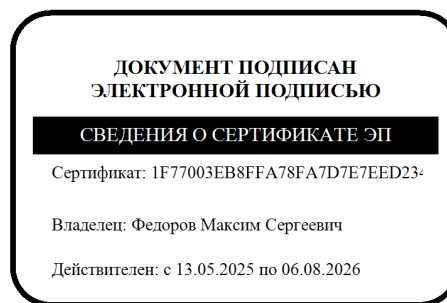 ДОКУМЕНТ ПОДПИСАН
ЭЛЕКТРОННОЙ ПОДПИСЬЮ
СВЕДЕНИЯ О СЕРТИФИКАТЕ ЭП
Сертификат: 1F77003EB8FFA78FA7D7E7EED234
Владелец: Федоров Максим Сергеевич
Действителен: с 13.05.2025 по 06.08.2026